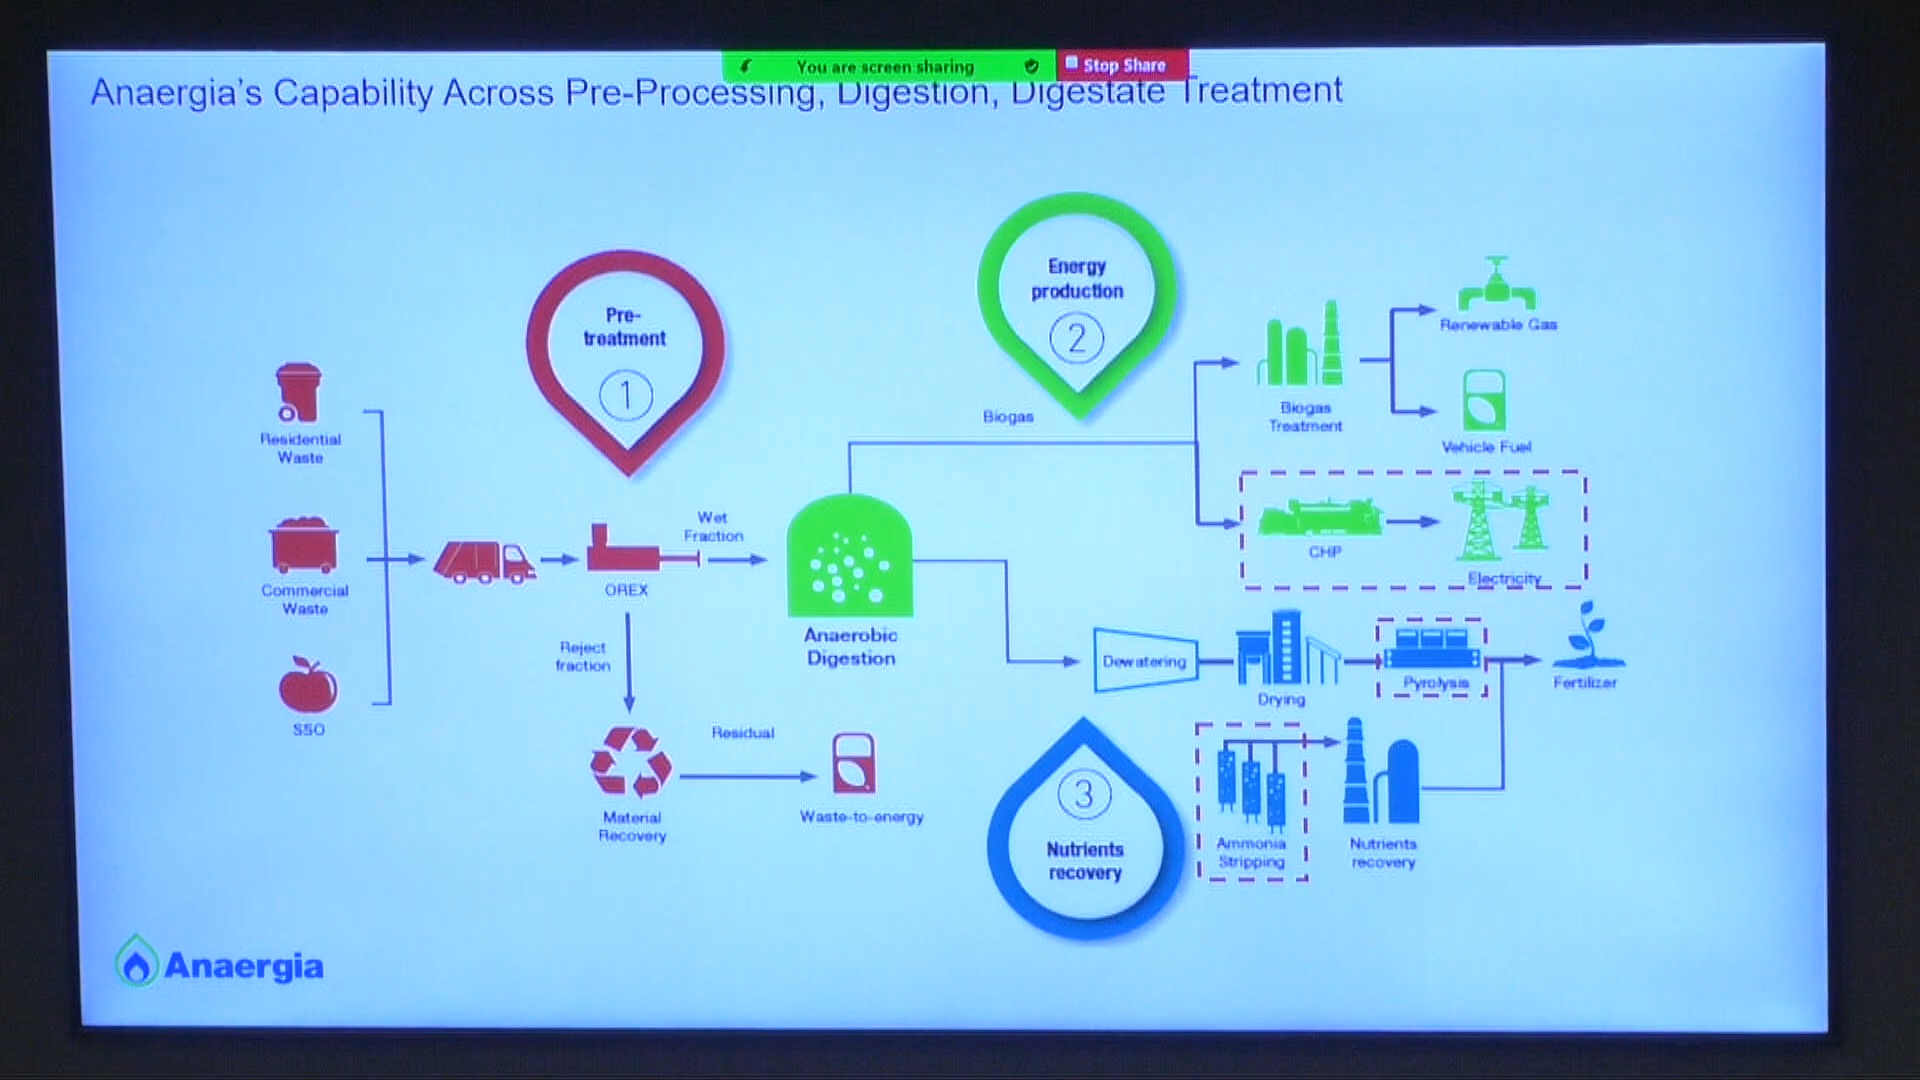 You are screen sharing
Stop Share
Anaergia's Capability Across Pre-Processing, Digestion, Digestate Treatment
Pre-
treatment
1
Energy
production
2
Renewable Gas
Biogas
Treatment
Vehicle Fuel
Biogas
Residential
Waste
Commercial
Waste
SSO
OREX
Wet
Fraction
Reject
fraction
Material
Recovery
Residual
Waste-to-energy
Anaerobic
Digestion
CHP
Electricity
Dewatering
Drying
Pyrolysis
Fertilizer
3
Nutrients
recovery
Ammonia
Stripping
Nutrients
recovery
Anaergia